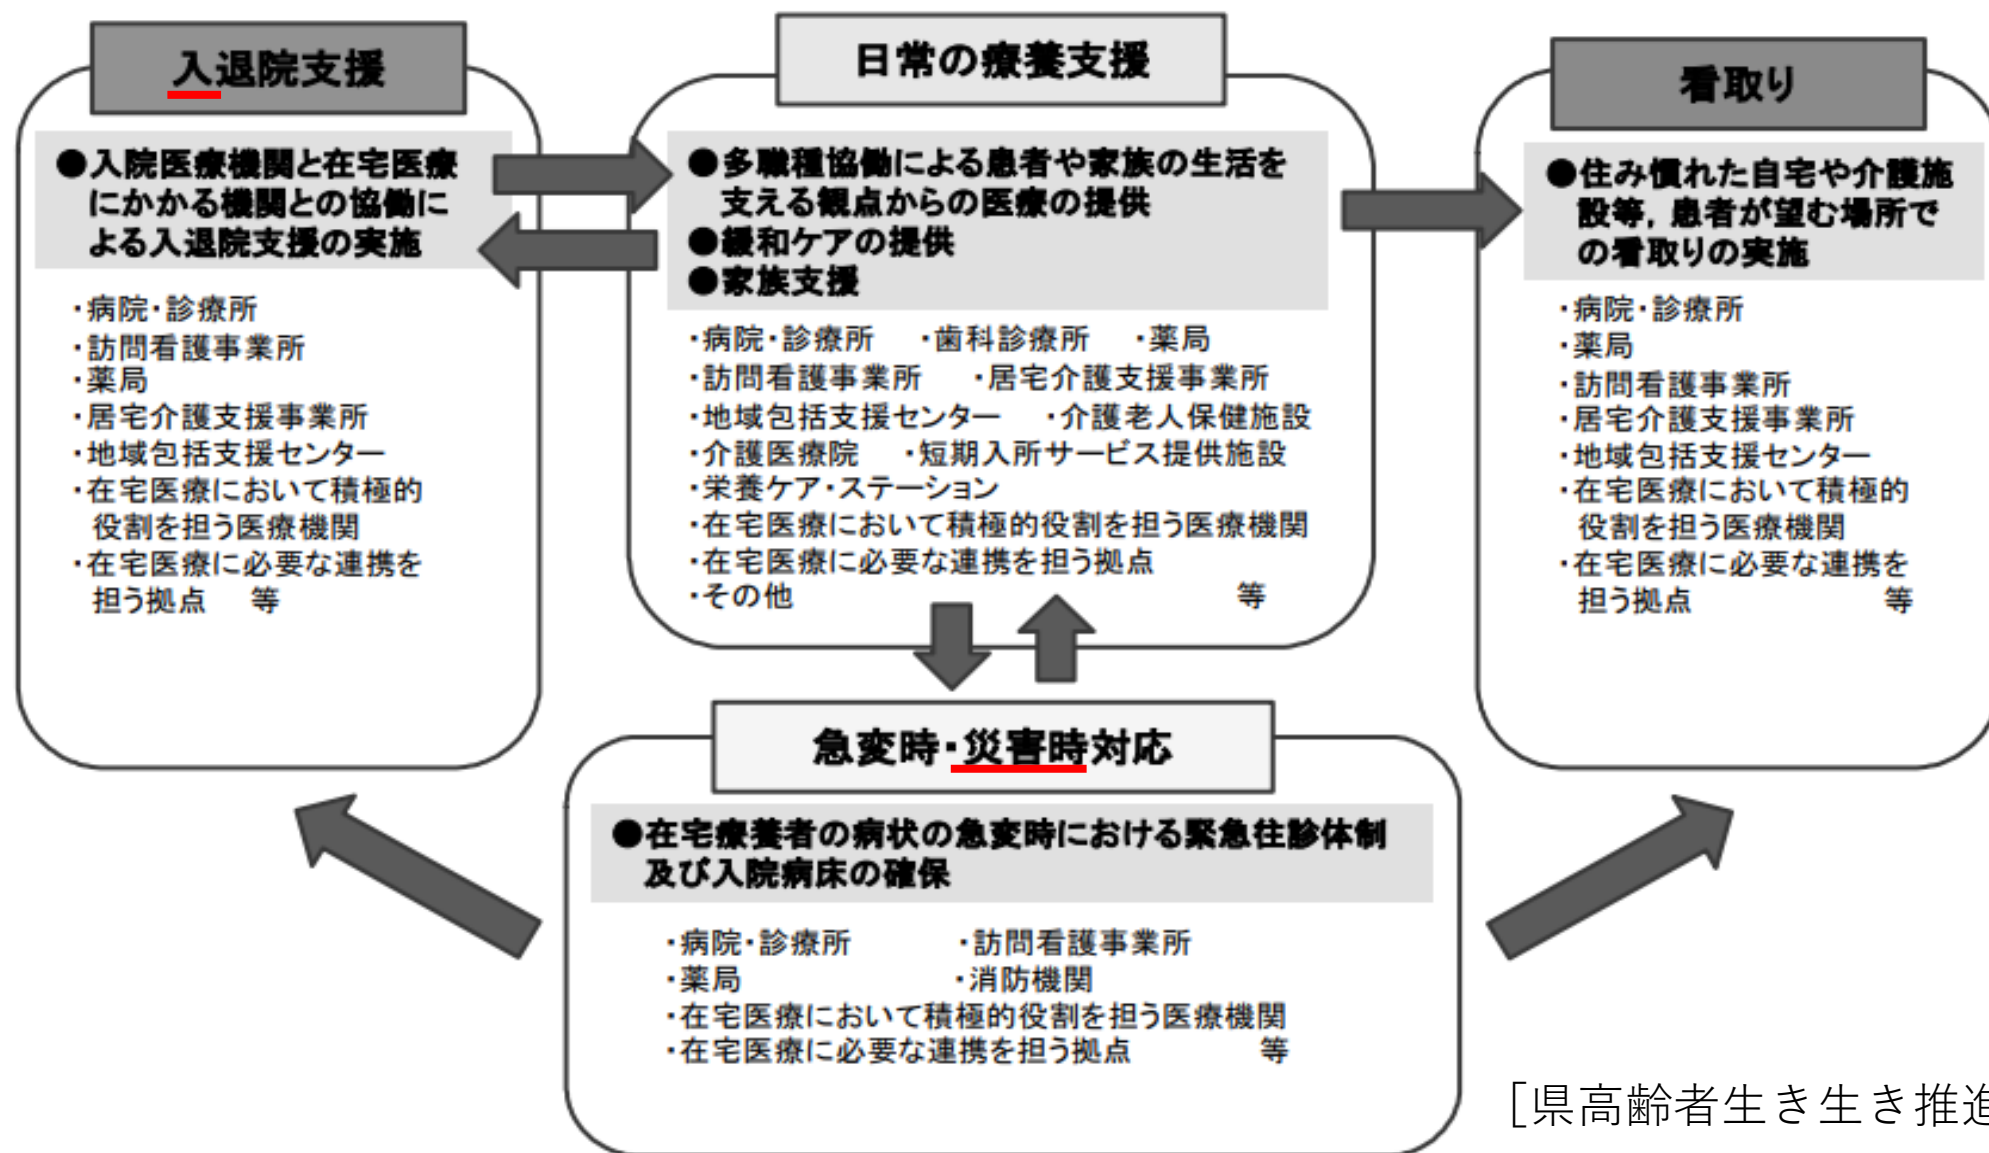 入退院支援
●入院医療機関と在宅医療
にかかる機関との協働に
よる入退院支援の実施
・病院・診療所
・訪問看護事業所
・薬局
・居宅介護支援事業所
・地域包括支援センター
・在宅医療において積極的
役割を担う医療機関
・在宅医療に必要な連携を
担う拠点 等
日常の療養支援
●多職種協働による患者や家族の生活を
支える観点からの医療の提供
●緩和ケアの提供
●家族支援
・病院・診療所 ・歯科診療所 ・薬局
・訪問看護事業所 ・居宅介護支援事業所
・地域包括支援センター ・介護老人保健施設
・介護医療院 ・短期入所サービス提供施設
・栄養ケア・ステーション
・在宅医療において積極的役割を担う医療機関
・在宅医療に必要な連携を担う拠点
・その他 等
看取り
●住み慣れた自宅や介護施
設等，患者が望む場所で
の看取りの実施
・病院・診療所
・薬局
・訪問看護事業所
・居宅介護支援事業所
・地域包括支援センター
・在宅医療において積極的
役割を担う医療機関
・在宅医療に必要な連携を
担う拠点 等
急変時・災害時対応
●在宅療養者の病状の急変時における緊急往診体制
及び入院病床の確保
・病院・診療所 ・訪問看護事業所
・薬局 ・消防機関
・在宅医療において積極的役割を担う医療機関
・在宅医療に必要な連携を担う拠点 等
[県高齢者生き生き推進